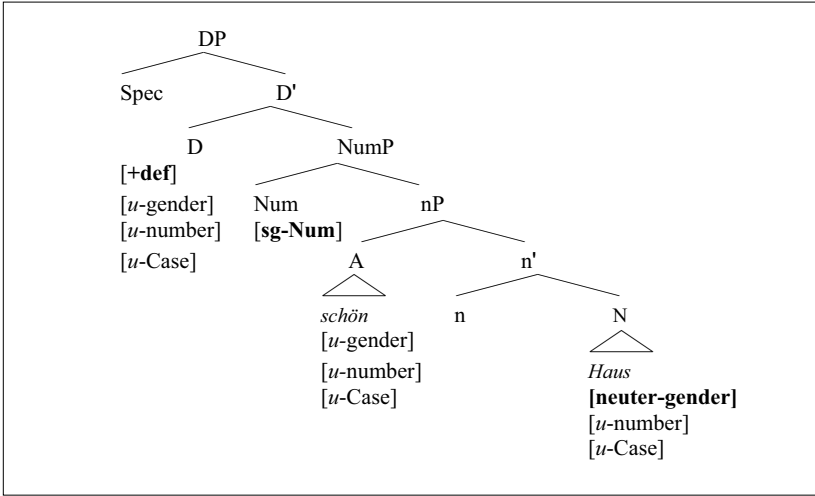 DP
Spec D'
D NumP
[+def]
[u-gender] Num nP
[u-number] [sg-Num]
[u-Case] A n'
schön n N
[u-gender]
[u-number] Haus
[u-Case] [neuter-gender]
[u-number]
[u-Case]